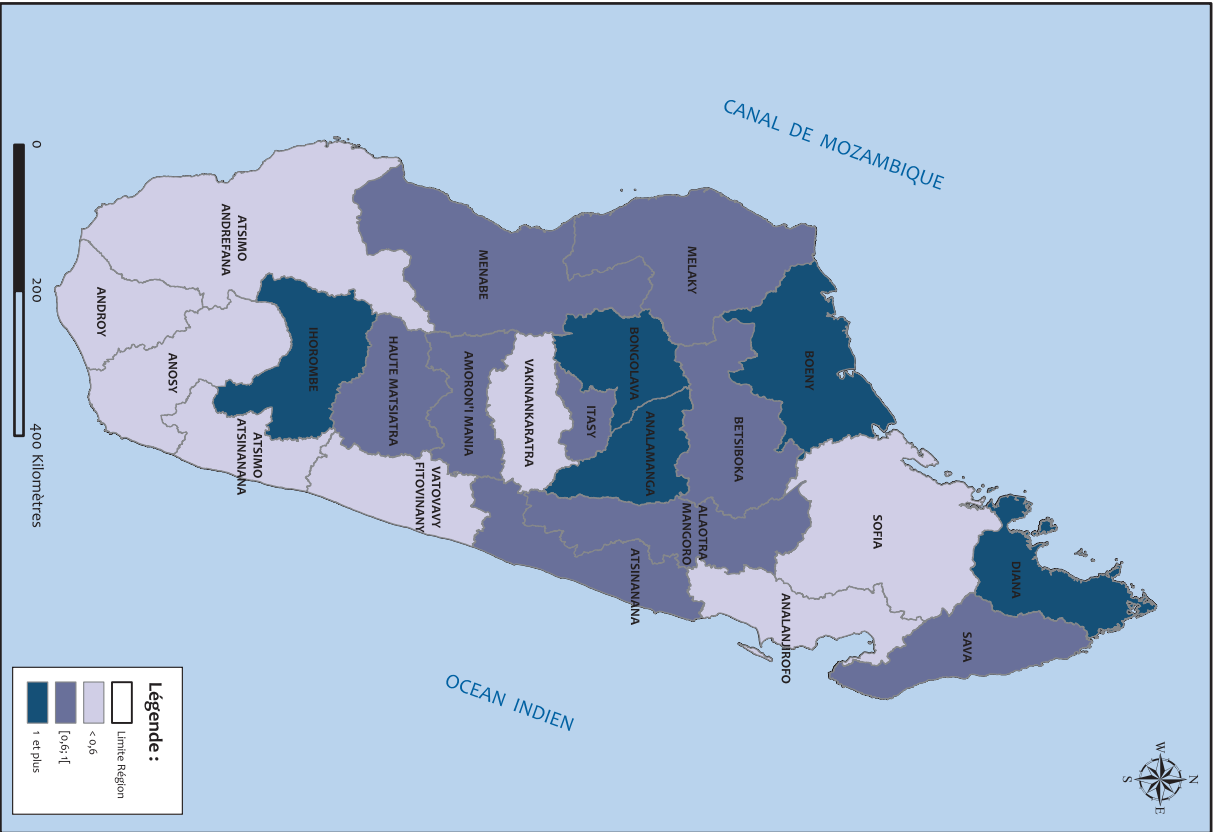 CANAL DE MOZAMBIQUE
N
W
E
S
DIANA
SAVA
SOFIA
BOENY
ANALANJIROFO
BETSIBOKA
MELAKY
ALAOTRA
MANGORO
BONGOLAVA
ANALAMANGA
ATSINANANA
ITASY
VAKINANKARATRA
MENABE
AMORON'I MANIA
VATOVAVY
FITOVINANY
HAUTE MATSIATRA
IHOROMBE
ATSIMO
ANDREFANA
ATSIMO
ATSINANANA
ANOSY
ANDROY
OCEAN INDIEN
0
200
400 Kilomètres
Légende :
Limite Région
< 0,6
[0,6; 1[
1 et plus